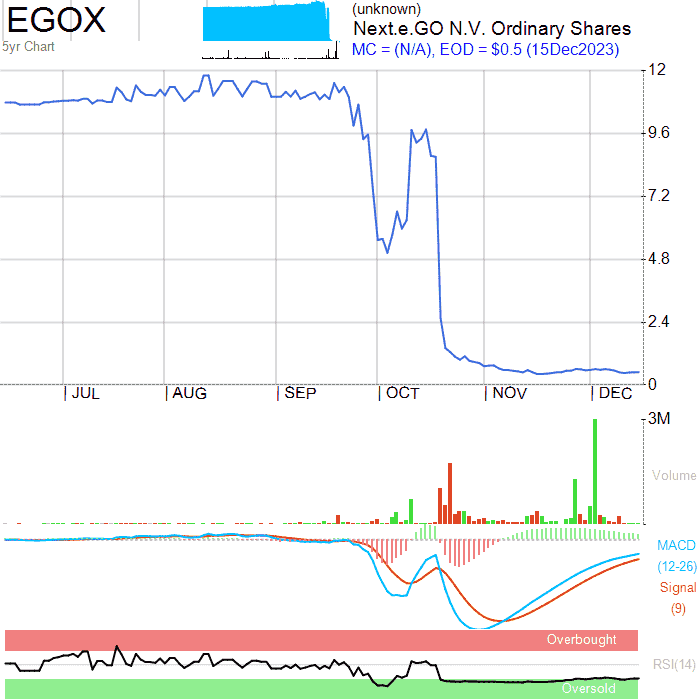 EGOX
5yr Chart
(unknown)
Next.e.GO N.V. Ordinary Shares
MC = (N/A), EOD = $0.5 (15Dec2023)
12
9.6
7.2
4.8
2.4
0
JUL AUG SEP OCT NOV DEC
3M
Volume
MACD
(12-26)
Signal
(9)
Overbought
RSI(14)
Oversold